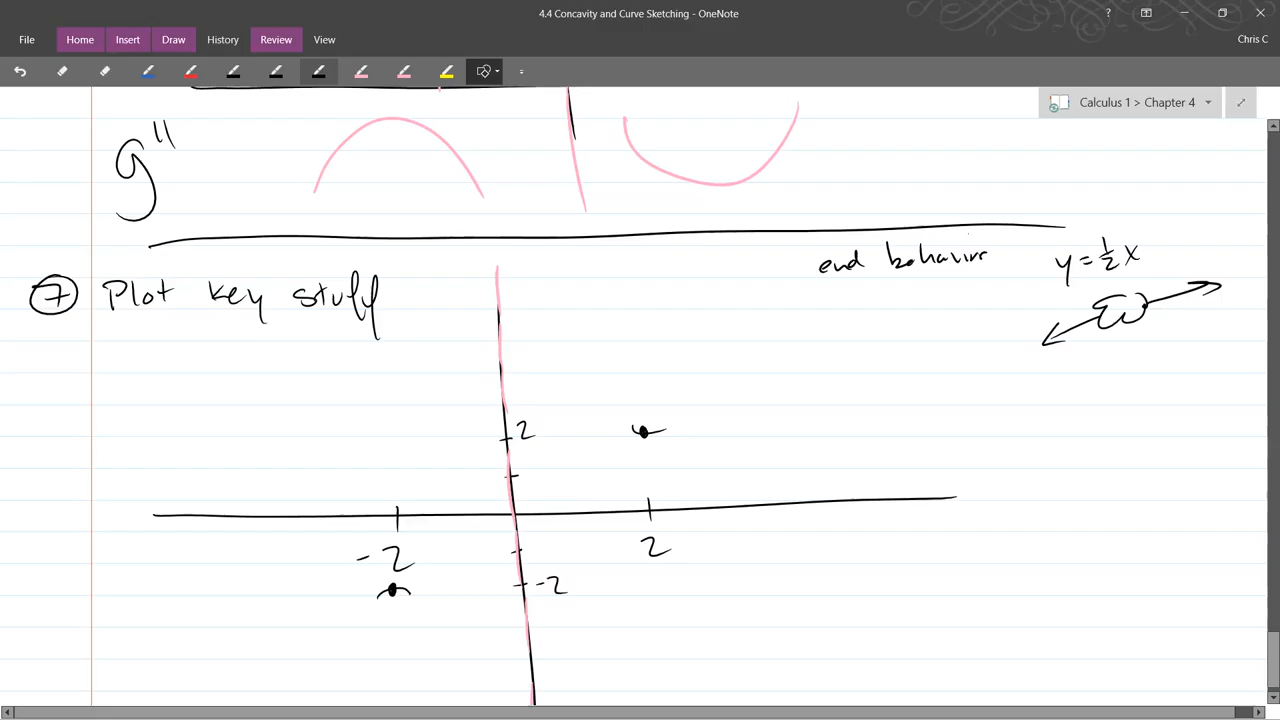 4.4 Concavity and Curve Sketching - OneNote
File Home Insert Draw History Review View
Chris C
Calculus 1 > Chapter 4
g''
end behavior y = 1/2 x
⑦ Plot key stuff
2
-2 2
-2